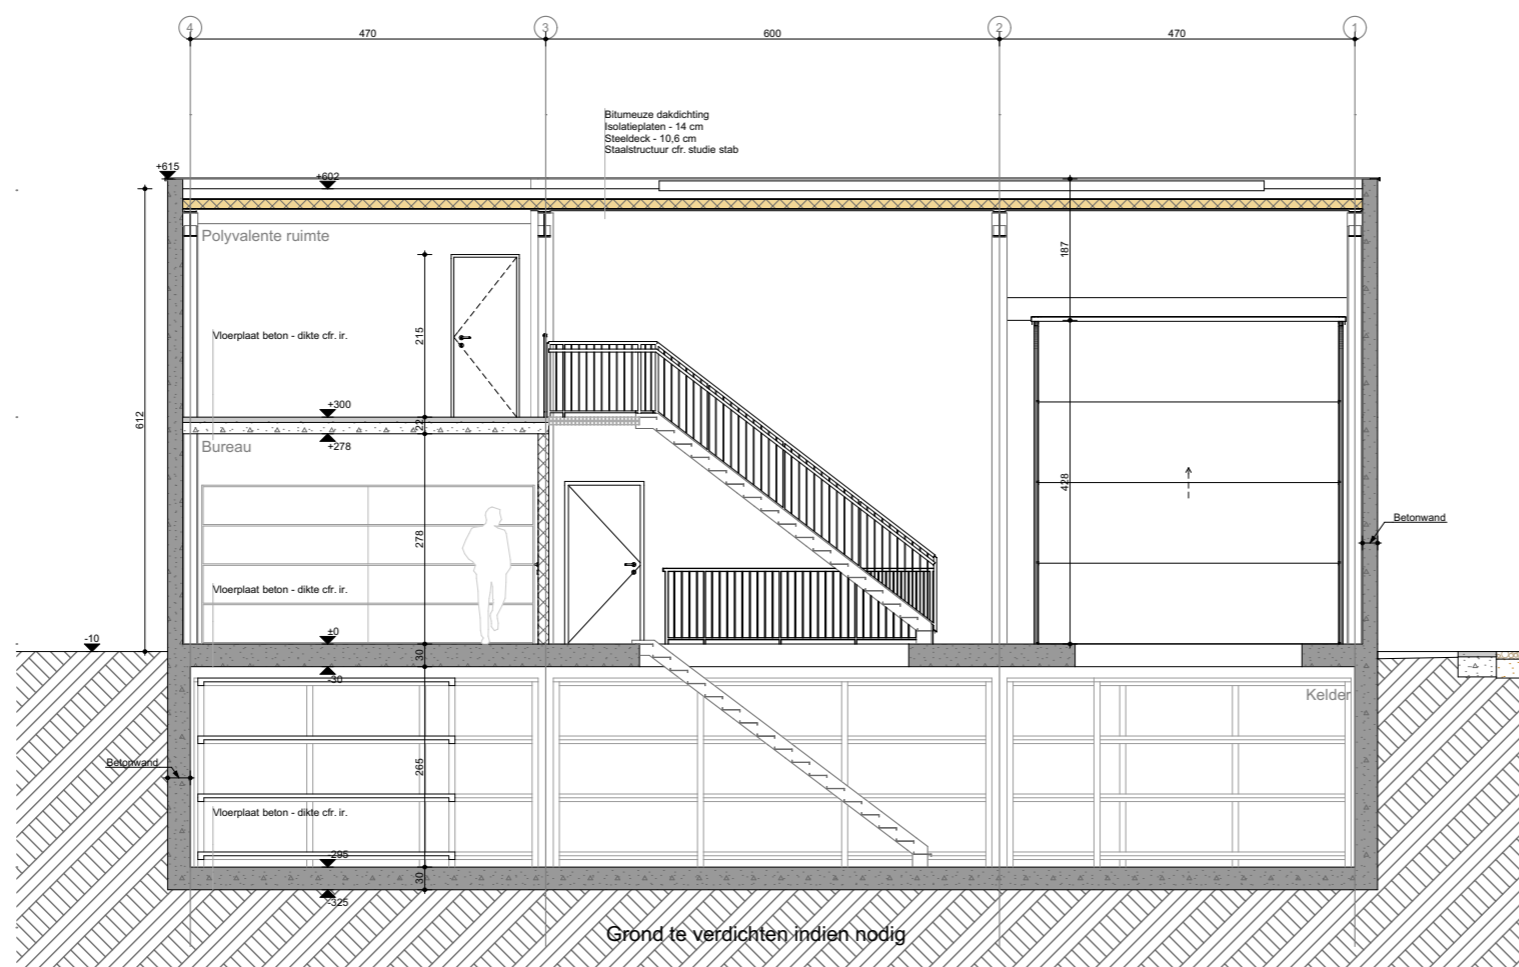 4
3
2
1
470
600
470
Bitumeuze dakdichting
Isolatieplaten - 14 cm
Steeldeck - 10,6 cm
Staalstructuur cfr. studie stab
+615
+602
Polyvalente ruimte
187
215
Vloerplaat beton - dikte cfr. ir.
612
+300
22
+278
Bureau
428
278
Betonwand
Vloerplaat beton - dikte cfr. ir.
±0
-10
30
-30
Kelder
265
Betonwand
Vloerplaat beton - dikte cfr. ir.
-295
30
-325
Grond te verdichten indien nodig